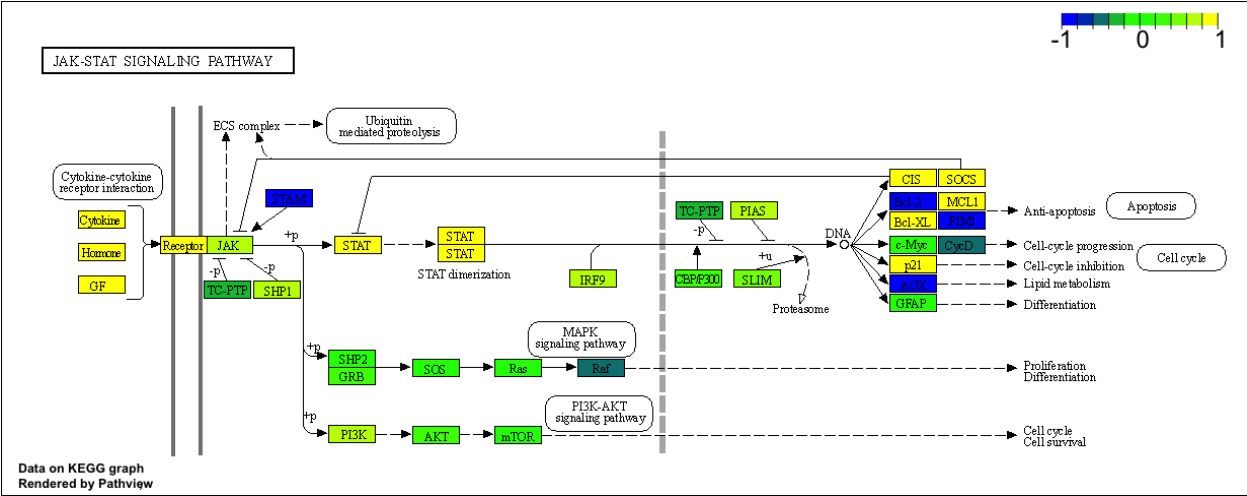 -1 0 1
JAK-STAT SIGNALING PATHWAY
ECS complex
Ubiquitin
mediated proteolysis
Cytokine-cytokine
receptor interaction
Cytokine
Hormone
GF
Receptor
JAK
STAM
+p
-p
-p
TC-PTP
SHP1
STAT
STAT
STAT
STAT dimerization
IRF9
TC-PTP
PIAS
-p
+u
CBP/P300
SLIM
Proteasome
DNA
CIS
SOCS
Bcl-2
MCL1
Bcl-XL
PIM1
Anti-apoptosis
Apoptosis
c-Myc
CycD
Cell-cycle progression
p21
Cell-cycle inhibition
Cell cycle
AOX
Lipid metabolism
GFAP
Differentiation
+p
SHP2
GRB
SOS
Ras
Raf
MAPK
signaling pathway
Proliferation
Differentiation
+p
PI3K
AKT
mTOR
PI3K-AKT
signaling pathway
Cell cycle
Cell survival
Data on KEGG graph
Rendered by Pathview